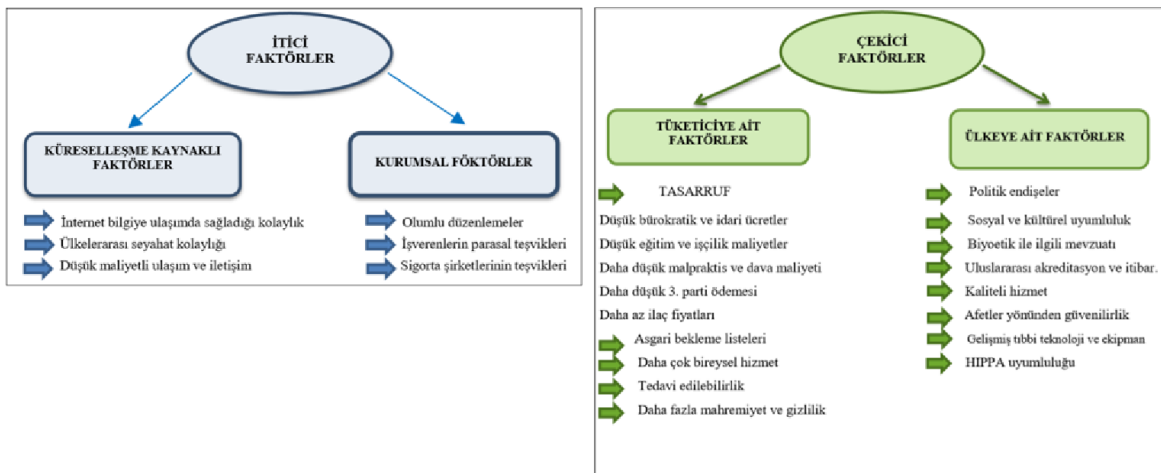 İTİCİ
FAKTÖRLER
KÜRESELLEŞME KAYNAKLI
FAKTÖRLER
KURUMSAL FÖKTÖRLER
İnternet bilgiye ulaşımda sağladığı kolaylık
Ülkelerarası seyahat kolaylığı
Düşük maliyetli ulaşım ve iletişim
Olumlu düzenlemeler
İşverenlerin parasal teşvikleri
Sigorta şirketlerinin teşvikleri
ÇEKİCİ
FAKTÖRLER
TÜKETİCİYE AİT
FAKTÖRLER
ÜLKEYE AİT FAKTÖRLER
TASARRUF
Düşük bürokratik ve idari ücretler
Düşük eğitim ve işçilik maliyetler
Daha düşük malpraktis ve dava maliyeti
Daha düşük 3. parti ödemesi
Daha az ilaç fiyatları
Asgari bekleme listeleri
Daha çok bireysel hizmet
Tedavi edilebilirlik
Daha fazla mahremiyet ve gizlilik
Politik endişeler
Sosyal ve kültürel uyumluluk
Biyoetik ile ilgili mevzuatı
Uluslararası akreditasyon ve itibar.
Kaliteli hizmet
Afetler yönünden güvenilirlik
Gelişmiş tıbbi teknoloji ve ekipman
HIPPA uyumluluğu